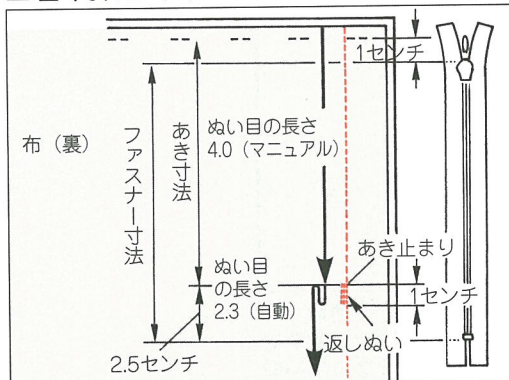 1センチ
布（裏）
ファスナー寸法
あき寸法
ぬい目の長さ
4.0（マニュアル）
あき止まり
ぬい目
の長さ
2.3（自動）
1センチ
返しぬい
2.5センチ